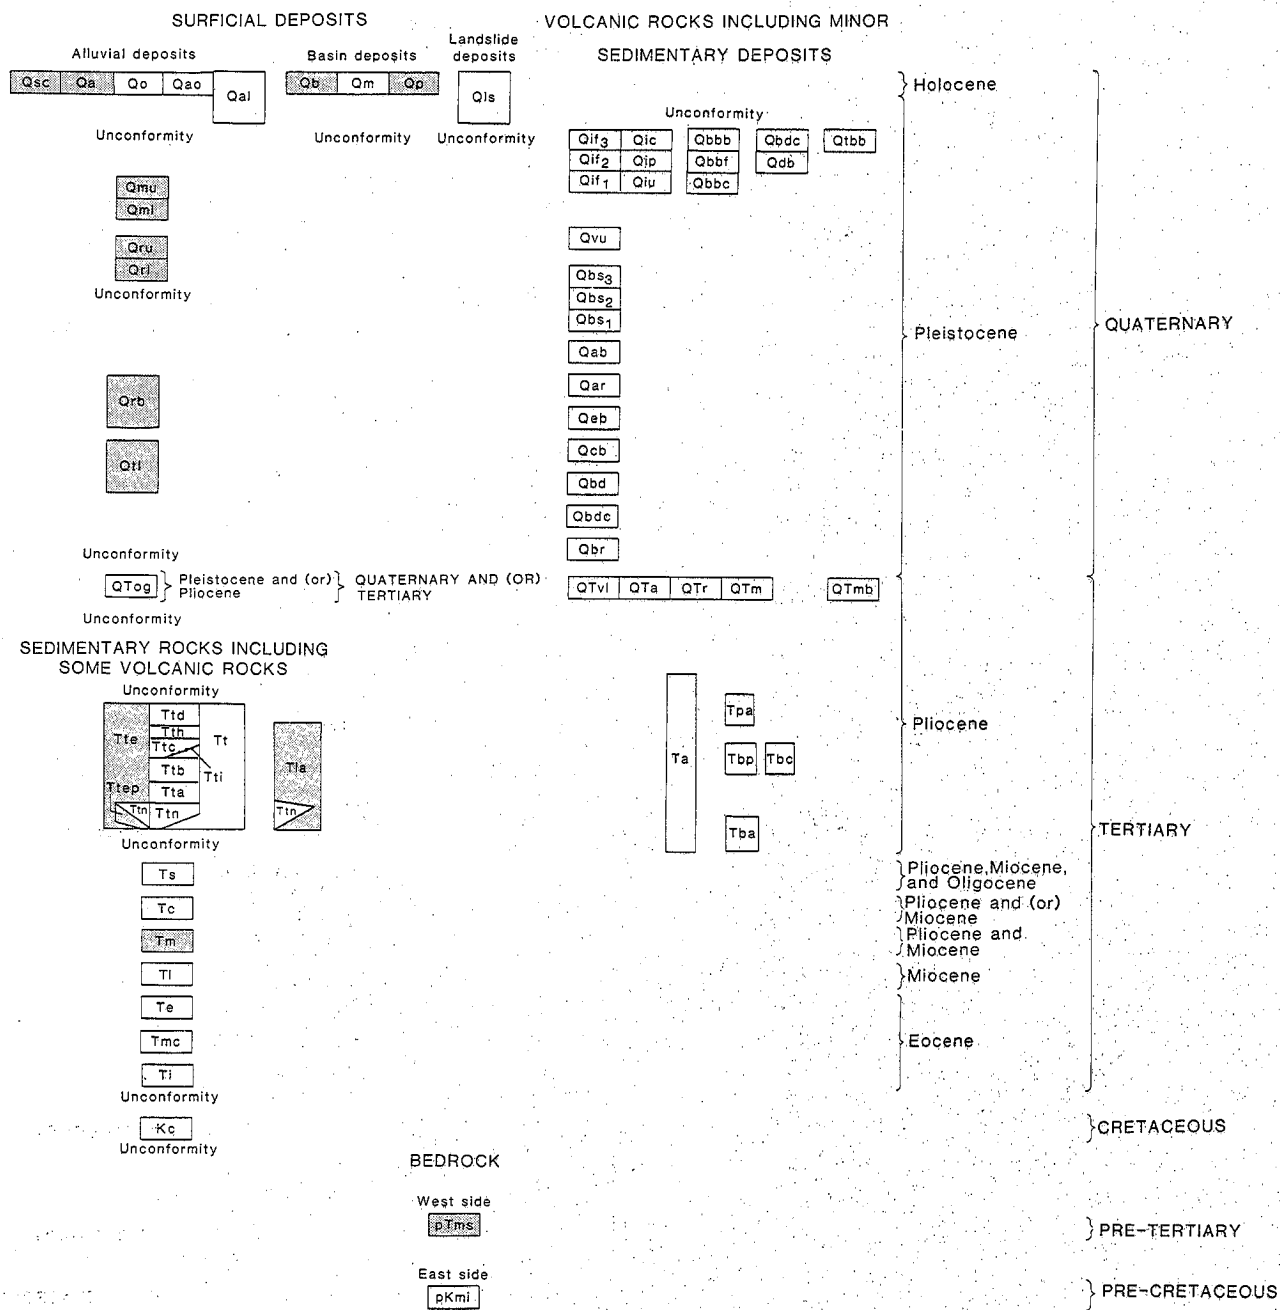 SURFICIAL DEPOSITS
VOLCANIC ROCKS INCLUDING MINOR
SEDIMENTARY DEPOSITS
Alluvial deposits
Basin deposits
Landslide
deposits
Qsc Qa Qo Qao Qal
Qb Qm Qp
Qls
Holocene
Unconformity
Unconformity
Unconformity
Unconformity
Qif3 Qic Qbbb Qbdc Qtbb
Qif2 Qip Qbbf Qdb
Qif1 Qiu Qbbc
Qmu
Qml
Qru
Qrl
Unconformity
Qvu
Qbs3
Qbs2
Qbs1
Qab
Qar
Qeb
Qcb
Qbd
Qbdc
Qbr
Pleistocene
QUATERNARY
Qrb
Qtl
Unconformity
QTog
Pleistocene and (or)
Pliocene
QUATERNARY AND (OR)
TERTIARY
QTvl QTa QTr QTm QTmb
Unconformity
SEDIMENTARY ROCKS INCLUDING
SOME VOLCANIC ROCKS
Unconformity
Tte Ttd Tt
Tth
Ttc
Tti
Ttb
Ttep Tta
Ttn Ttn
Tla
Ttn
Ta
Tpa
Tbp Tbc
Tba
Pliocene
TERTIARY
Unconformity
Ts
Pliocene, Miocene,
and Oligocene
Tc
Pliocene and (or)
Miocene
Tm
Pliocene and
Miocene
Tl
Miocene
Te
Tmc
Ti
Eocene
Unconformity
Kc
CRETACEOUS
Unconformity
BEDROCK
West side
pTms
PRE-TERTIARY
East side
pKmi
PRE-CRETACEOUS